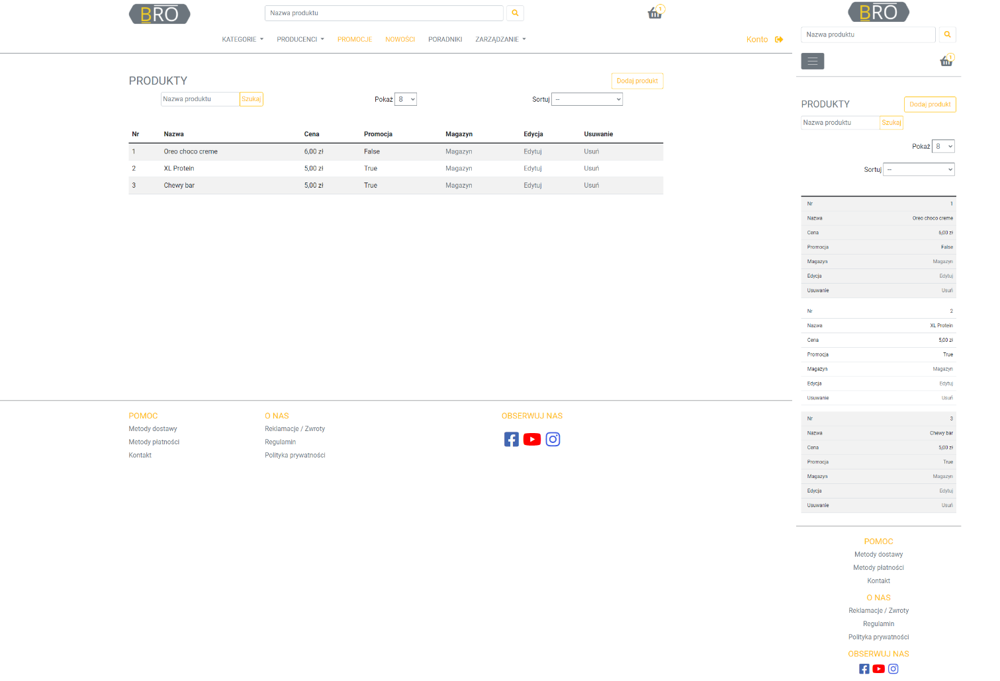 BRO
Nazwa produktu
1
KATEGORIE PRODUCENCI PROMOCJE NOWOŚCI PORADNIKI ZARZĄDZANIE Konto
PRODUKTY Dodaj produkt
Nazwa produktu Szukaj Pokaż 8 Sortuj --
Nr Nazwa Cena Promocja Magazyn Edycja Usuwanie
1 Oreo choco creme 6,00 zł False Magazyn Edytuj Usuń
2 XL Protein 5,00 zł True Magazyn Edytuj Usuń
3 Chewy bar 5,00 zł True Magazyn Edytuj Usuń
POMOC
Metody dostawy
Metody płatności
Kontakt
O NAS
Reklamacje / Zwroty
Regulamin
Polityka prywatności
OBSERWUJ NAS
BRO
Nazwa produktu
1
PRODUKTY Dodaj produkt
Nazwa produktu Szukaj
Pokaż 8
Sortuj --
Nr 1
Nazwa Oreo choco creme
Cena 6,00 zł
Promocja False
Magazyn Magazyn
Edycja Edytuj
Usuwanie Usuń
Nr 2
Nazwa XL Protein
Cena 5,00 zł
Promocja True
Magazyn Magazyn
Edycja Edytuj
Usuwanie Usuń
Nr 3
Nazwa Chewy bar
Cena 5,00 zł
Promocja True
Magazyn Magazyn
Edycja Edytuj
Usuwanie Usuń
POMOC
Metody dostawy
Metody płatności
Kontakt
O NAS
Reklamacje / Zwroty
Regulamin
Polityka prywatności
OBSERWUJ NAS